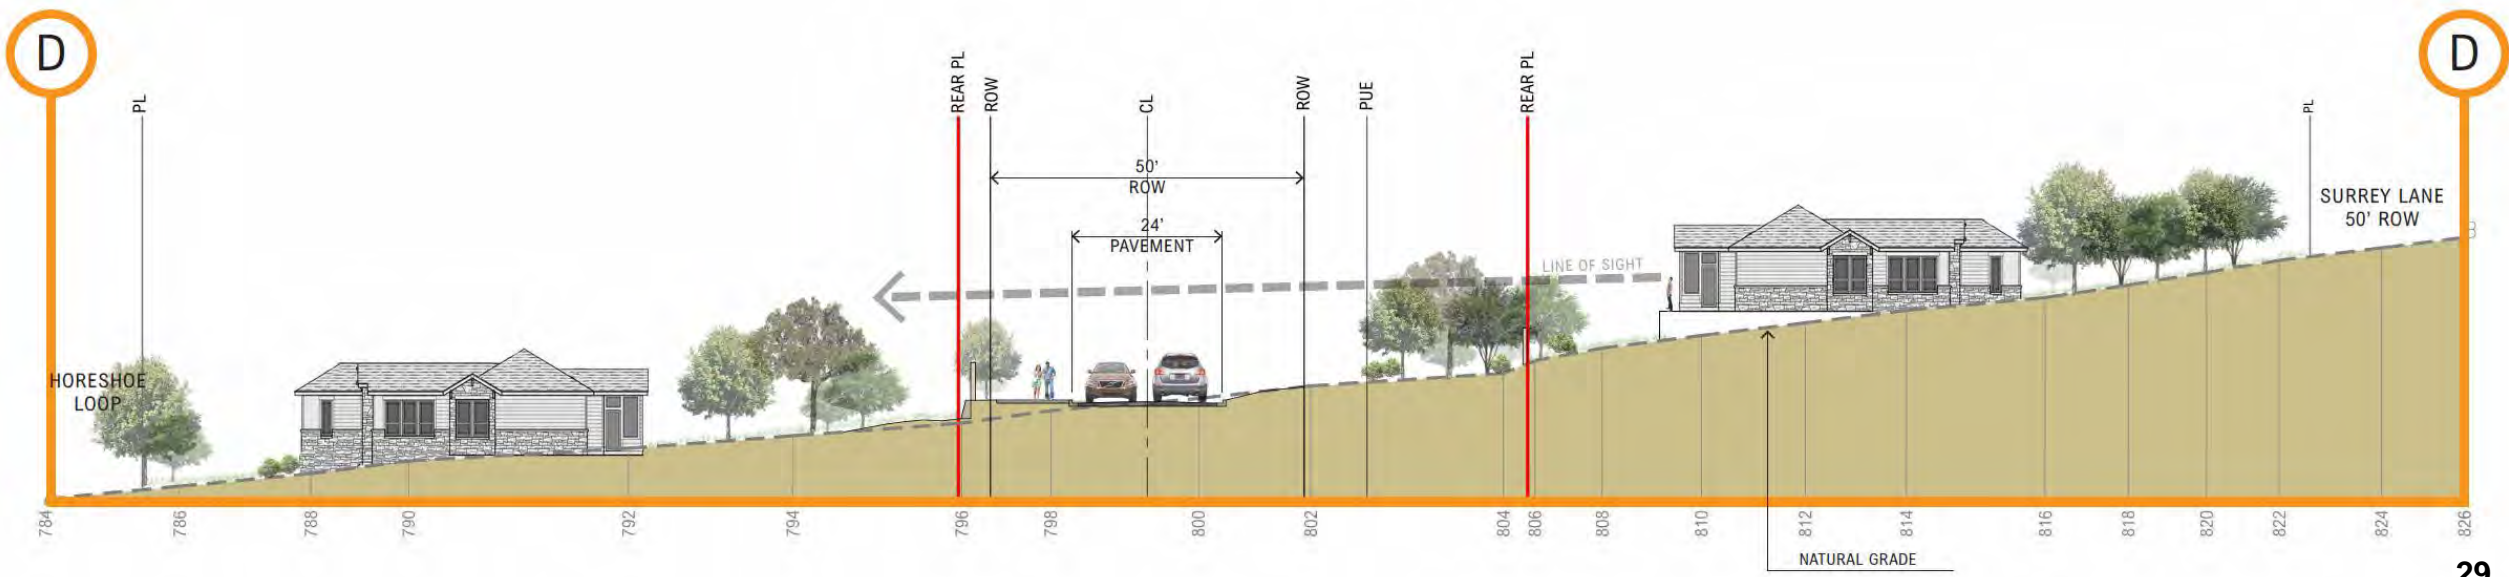 D
D
PL
REAR PL
ROW
CL
ROW
PUE
REAR PL
PL
50'
ROW
24'
PAVEMENT
LINE OF SIGHT
SURREY LANE
50' ROW
HORESHOE
LOOP
784
786
788
790
792
794
796
798
800
802
804
806
808
810
812
814
816
818
820
822
824
826
NATURAL GRADE
29